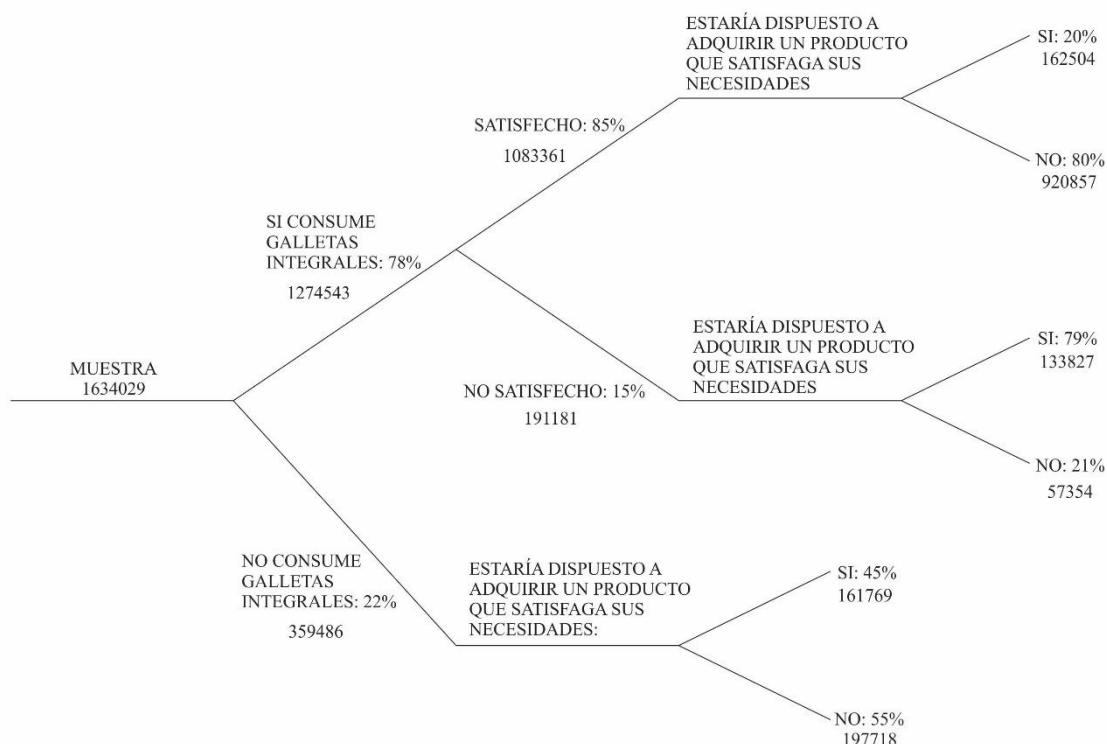 MUESTRA
1634029
SI CONSUME
GALLETAS
INTEGRALES: 78%
1274543
SATISFECHO: 85%
1083361
ESTARÍA DISPUESTO A
ADQUIRIR UN PRODUCTO
QUE SATISFAGA SUS
NECESIDADES
SI: 20%
162504
NO: 80%
920857
NO SATISFECHO: 15%
191181
ESTARÍA DISPUESTO A
ADQUIRIR UN PRODUCTO
QUE SATISFAGA SUS
NECESIDADES
SI: 79%
133827
NO: 21%
57354
NO CONSUME
GALLETAS
INTEGRALES: 22%
359486
ESTARÍA DISPUESTO A
ADQUIRIR UN PRODUCTO
QUE SATISFAGA SUS
NECESIDADES:
SI: 45%
161769
NO: 55%
197718